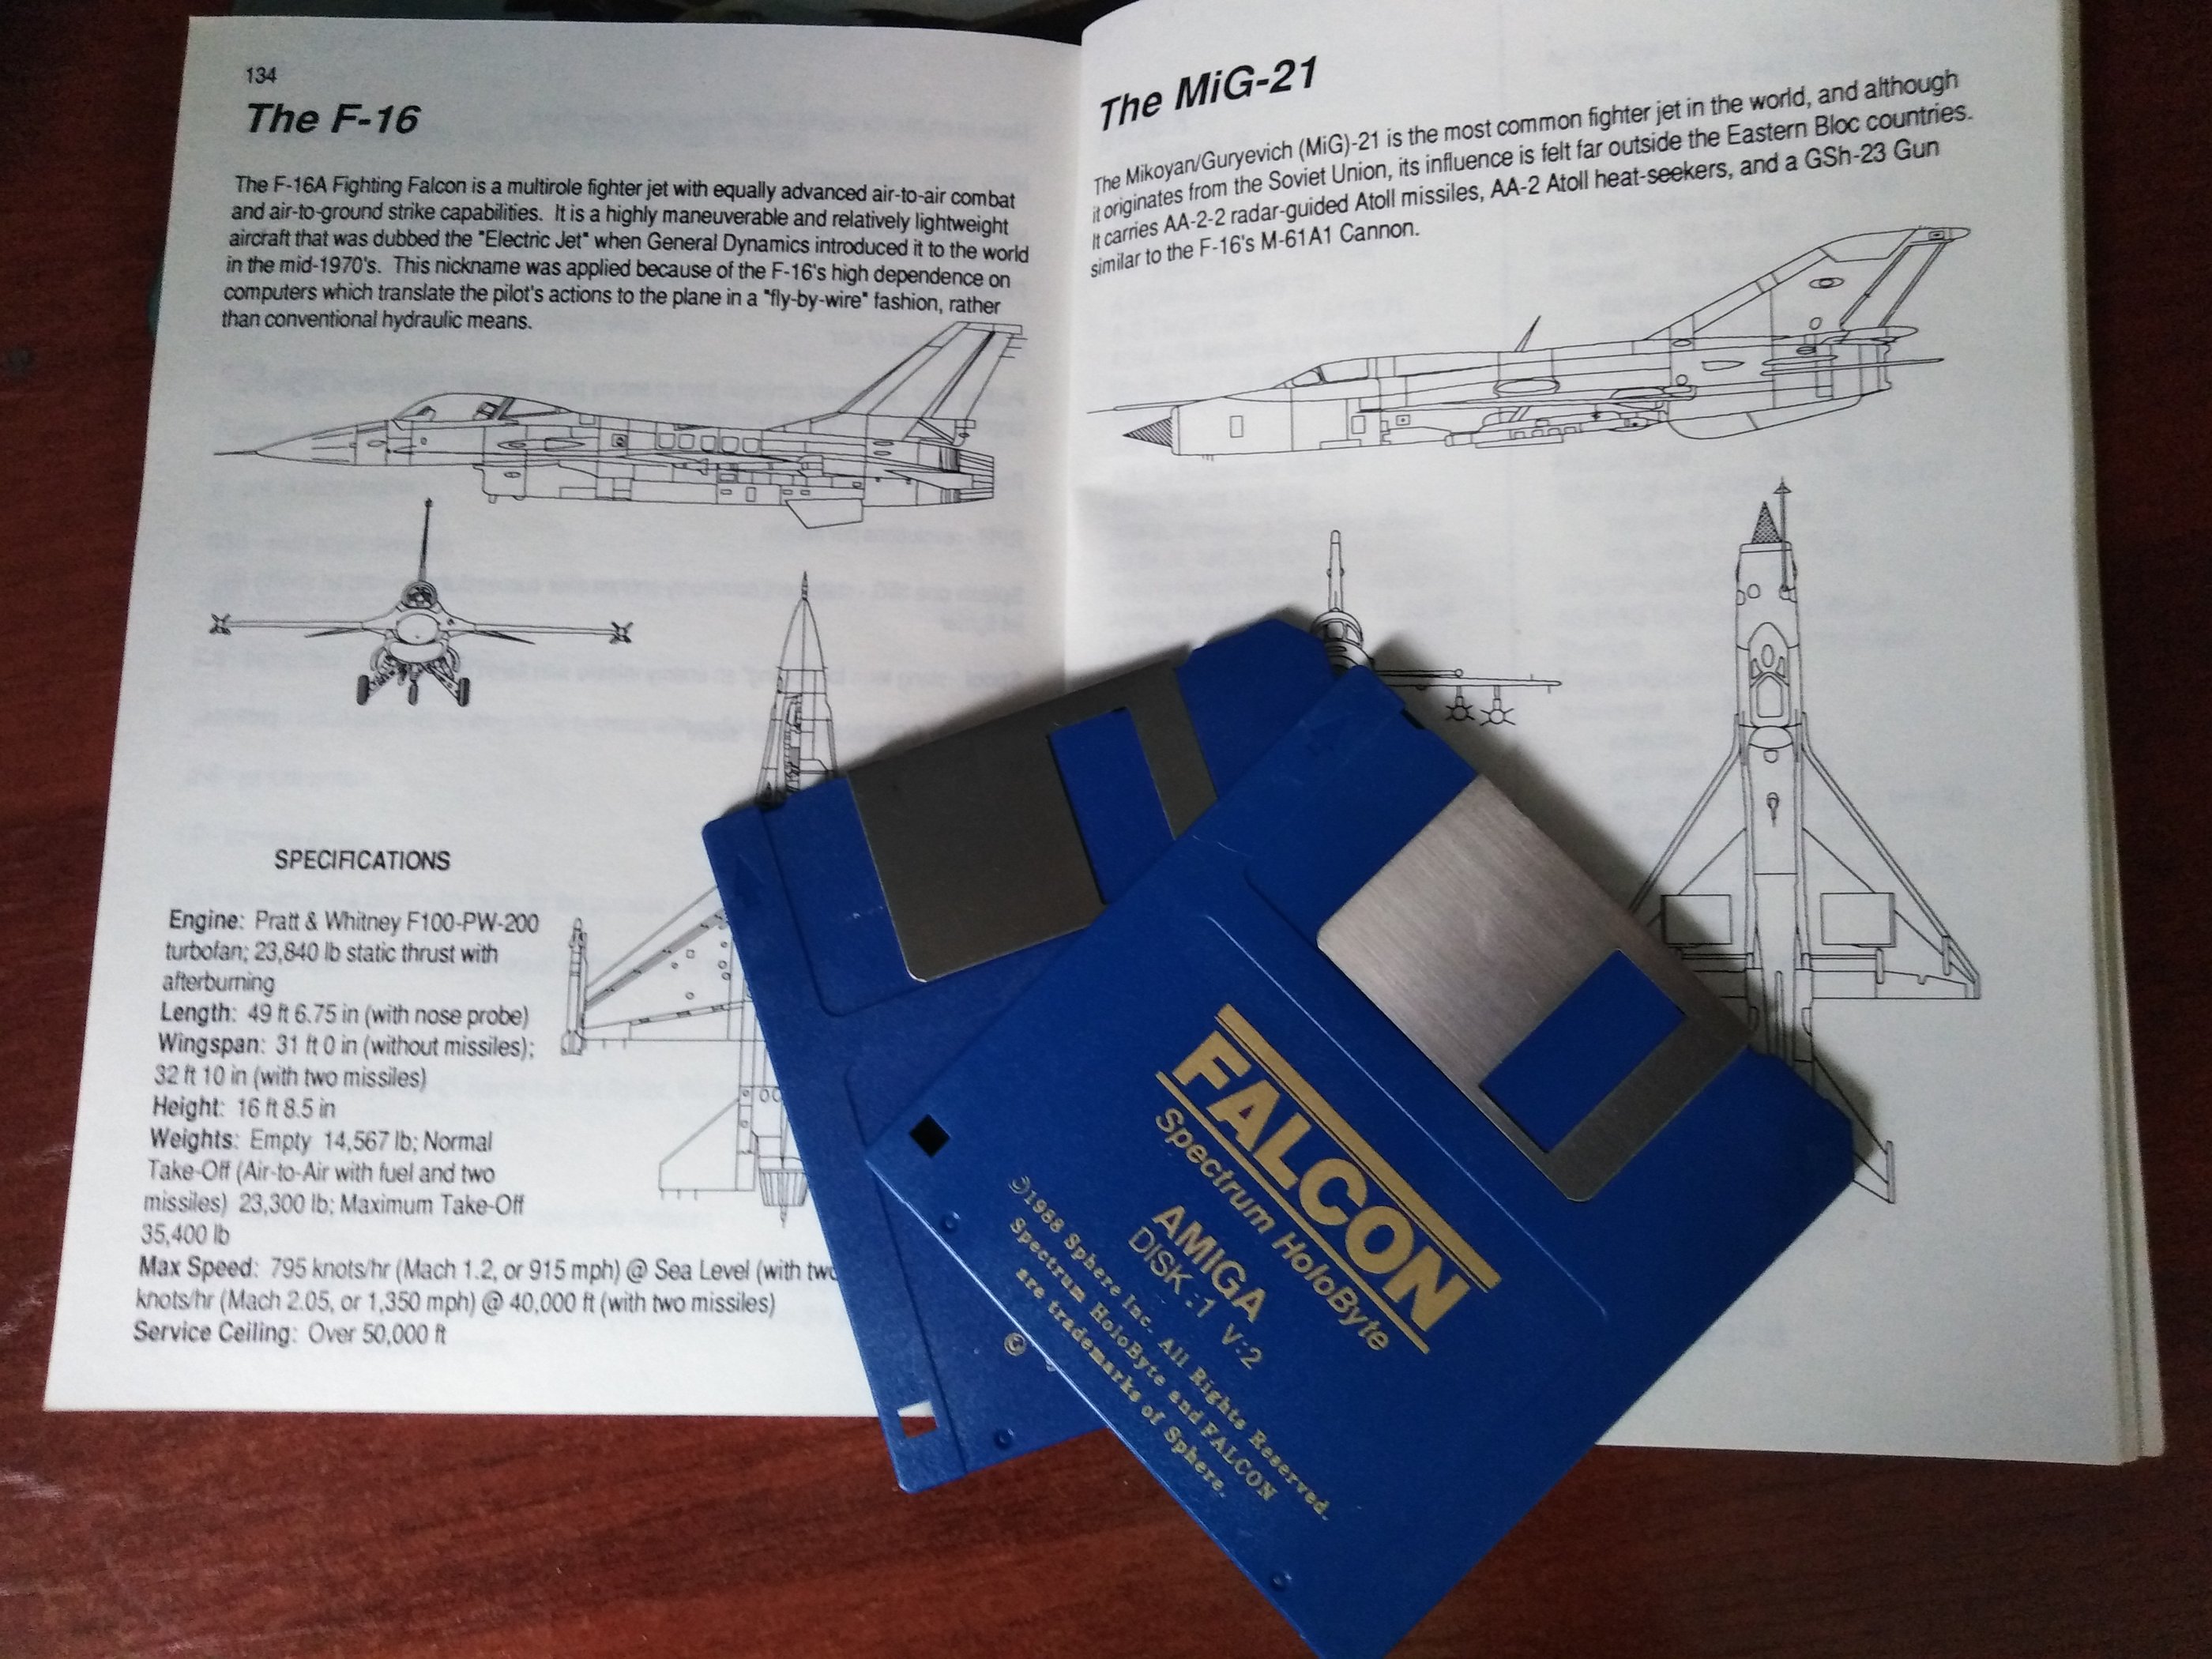 134
The F-16
The F-16A Fighting Falcon is a multirole fighter jet with equally advanced air-to-air combat
and air-to-ground strike capabilities. It is a highly maneuverable and relatively lightweight
aircraft that was dubbed the "Electric Jet" when General Dynamics introduced it to the world
in the mid-1970's. This nickname was applied because of the F-16's high dependence on
computers which translate the pilot's actions to the plane in a "fly-by-wire" fashion, rather
than conventional hydraulic means.
SPECIFICATIONS
Engine: Pratt & Whitney F100-PW-200
turbofan; 23,840 lb static thrust with
afterburning
Length: 49 ft 6.75 in (with nose probe)
Wingspan: 31 ft 0 in (without missiles);
32 ft 10 in (with two missiles)
Height: 16 ft 8.5 in
Weights: Empty 14,567 lb; Normal
Take-Off (Air-to-Air with fuel and two
missiles) 23,300 lb; Maximum Take-Off
35,400 lb
Max Speed: 795 knots/hr (Mach 1.2, or 915 mph) @ Sea Level (with two
knots/hr (Mach 2.05, or 1,350 mph) @ 40,000 ft (with two missiles)
Service Ceiling: Over 50,000 ft
The MiG-21
The Mikoyan/Guryevich (MiG)-21 is the most common fighter jet in the world, and although
it originates from the Soviet Union, its influence is felt far outside the Eastern Bloc countries.
It carries AA-2-2 radar-guided Atoll missiles, AA-2 Atoll heat-seekers, and a GSh-23 Gun
similar to the F-16's M-61A1 Cannon.
FALCON
Spectrum HoloByte
AMIGA
DISK:1 V:2
©1988 Sphere Inc. All Rights Reserved.
Spectrum HoloByte and FALCON
are trademarks of Sphere.
©